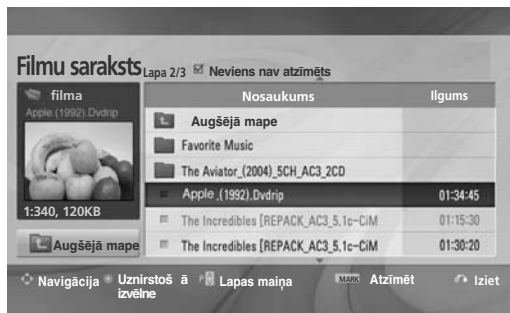 Filmu saraksts Lapa 2/3 Neviens nav atzīmēts
filma
Apple.(1992).Dvdrip
1:340, 120KB
Augšējā mape
Nosaukums Ilgums
Augšējā mape
Favorite Music
The Aviator_(2004)_5CH_AC3_2CD
Apple.(1992).Dvdrip 01:34:45
The Incredibles [REPACK_AC3_5,1c-CiM 01:15:30
The Incredibles [REPACK_AC3_5,1c-CiM 01:30:20
Navigācija Uznirstoš ā izvēlne P Lapas maiņa MARK Atzīmēt Iziet